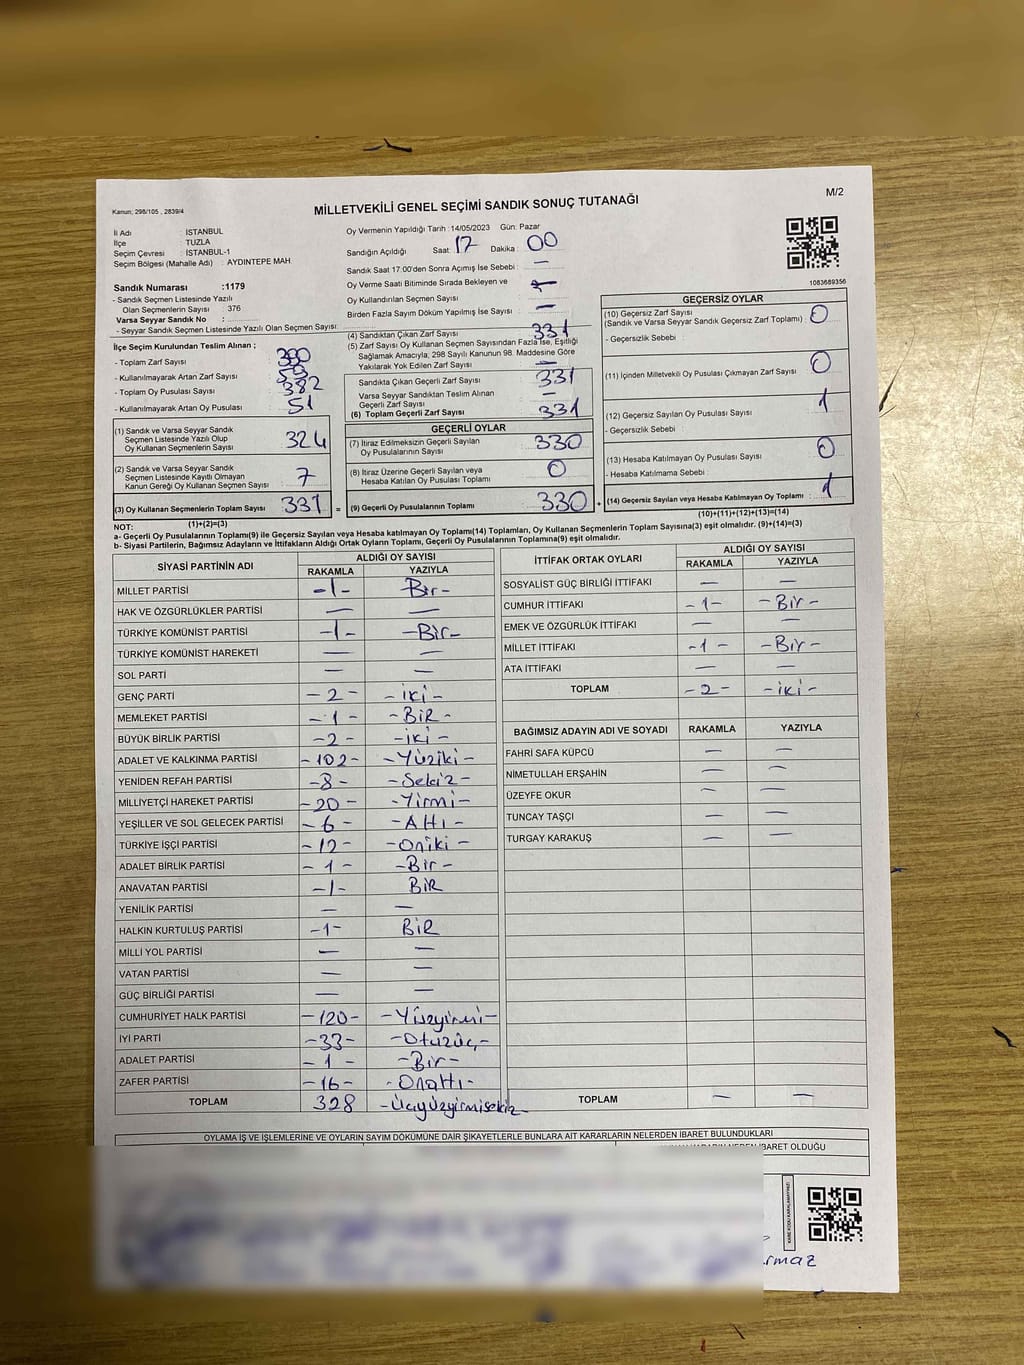 Kanun; 298/105 , 2839/4
M/2
MİLLETVEKİLİ GENEL SEÇİMİ SANDIK SONUÇ TUTANAĞI
İl Adı : İSTANBUL
İlçe : TUZLA
Seçim Çevresi : İSTANBUL-1
Seçim Bölgesi (Mahalle Adı) : AYDINTEPE MAH.
Sandık Numarası :1179
- Sandık Seçmen Listesinde Yazılı
Olan Seçmenlerin Sayısı : 376
Varsa Seyyar Sandık No :
- Seyyar Sandık Seçmen Listesinde Yazılı Olan Seçmen Sayısı:
Oy Vermenin Yapıldığı Tarih :14/05/2023 Gün: Pazar
Sandığın Açıldığı Saat: 17 Dakika: 00
Sandık Saat 17:00'den Sonra Açımış İse Sebebi : —
Oy Verme Saati Bitiminde Sırada Bekleyen ve
Oy Kullandırılan Seçmen Sayısı
Birden Fazla Sayım Döküm Yapılmış İse Sayısı : —
1083689356
İlçe Seçim Kurulundan Teslim Alınan ;
- Toplam Zarf Sayısı
- Kullanılmayarak Artan Zarf Sayısı
- Toplam Oy Pusulası Sayısı : 382
- Kullanılmayarak Artan Oy Pusulası : 51
(1) Sandık ve Varsa Seyyar Sandık
Seçmen Listesinde Yazılı Olup
Oy Kullanan Seçmenlerin Sayısı 324
(2) Sandık ve Varsa Seyyar Sandık
Seçmen Listesinde Kayıtlı Olmayan
Kanun Gereği Oy Kullanan Seçmen Sayısı 7
(3) Oy Kullanan Seçmenlerin Toplam Sayısı 331 =
(1)+(2)=(3)
(4) Sandıktan Çıkan Zarf Sayısı 331
(5) Zarf Sayısı Oy Kullanan Seçmen Sayısından Fazla İse, Eşitliği
Sağlamak Amacıyla, 298 Sayılı Kanunun 98. Maddesine Göre
Yakılarak Yok Edilen Zarf Sayısı —
Sandıkta Çıkan Geçerli Zarf Sayısı : 331
Varsa Seyyar Sandıktan Teslim Alınan
Geçerli Zarf Sayısı : —
(6) Toplam Geçerli Zarf Sayısı : 331
GEÇERLİ OYLAR
(7) İtiraz Edilmeksizin Geçerli Sayılan
Oy Pusulalarının Sayısı: 330
(8) İtiraz Üzerine Geçerli Sayılan veya
Hesaba Katılan Oy Pusulası Toplamı : 0
(9) Geçerli Oy Pusulalarının Toplamı : 330 +
GEÇERSİZ OYLAR
(10) Geçersiz Zarf Sayısı
(Sandık ve Varsa Seyyar Sandık Geçersiz Zarf Toplamı) : 0
- Geçersizlik Sebebi :
(11) İçinden Milletvekili Oy Pusulası Çıkmayan Zarf Sayısı : 0
(12) Geçersiz Sayılan Oy Pusulası Sayısı : 1
- Geçersizlik Sebebi :
(13) Hesaba Katılmayan Oy Pusulası Sayısı : 0
- Hesaba Katılmama Sebebi :
(14) Geçersiz Sayılan veya Hesaba Katılmayan Oy Toplamı : 1
(10)+(11)+(12)+(13)=(14)
NOT:
a- Geçerli Oy Pusulalarının Toplamı(9) ile Geçersiz Sayılan veya Hesaba katılmayan Oy Toplamı(14) Toplamları, Oy Kullanan Seçmenlerin Toplam Sayısına(3) eşit olmalıdır. (9)+(14)=(3)
b- Siyasi Partilerin, Bağımsız Adayların ve İttifakların Aldığı Ortak Oyların Toplamı, Geçerli Oy Pusulalarının Toplamına(9) eşit olmalıdır.
SİYASİ PARTİNİN ADI ALDIĞI OY SAYISI
RAKAMLA YAZIYLA
MİLLET PARTİSİ -1- Bir-
HAK VE ÖZGÜRLÜKLER PARTİSİ — —
TÜRKİYE KOMÜNİST PARTİSİ -1- -Bir-
TÜRKİYE KOMÜNİST HAREKETİ — —
SOL PARTİ — —
GENÇ PARTİ -2- -iki-
MEMLEKET PARTİSİ -1- -BİR-
BÜYÜK BİRLİK PARTİSİ -2- -iki-
ADALET VE KALKINMA PARTİSİ -102- -Yüziki-
YENİDEN REFAH PARTİSİ -8- -Sekiz-
MİLLİYETÇİ HAREKET PARTİSİ -20- -Yirmi-
YEŞİLLER VE SOL GELECEK PARTİSİ -6- -Altı-
TÜRKİYE İŞÇİ PARTİSİ -12- -Oniki-
ADALET BİRLİK PARTİSİ -1- -Bir-
ANAVATAN PARTİSİ -1- BİR
YENİLİK PARTİSİ — —
HALKIN KURTULUŞ PARTİSİ -1- BİR
MİLLİ YOL PARTİSİ — —
VATAN PARTİSİ — —
GÜÇ BİRLİĞİ PARTİSİ — —
CUMHURİYET HALK PARTİSİ -120- -Yüzyirmi-
İYİ PARTİ -33- -Otuzüç-
ADALET PARTİSİ -1- -Bir-
ZAFER PARTİSİ -16- -Onaltı-
TOPLAM 328 -Üçyüzyirmisekiz-
İTTİFAK ORTAK OYLARI ALDIĞI OY SAYISI
RAKAMLA YAZIYLA
SOSYALİST GÜÇ BİRLİĞİ İTTİFAKI — —
CUMHUR İTTİFAKI -1- -Bir-
EMEK VE ÖZGÜRLÜK İTTİFAKI — —
MİLLET İTTİFAKI -1- -Bir-
ATA İTTİFAKI — —
TOPLAM -2- -iki-
BAĞIMSIZ ADAYIN ADI VE SOYADI RAKAMLA YAZIYLA
FAHRİ SAFA KÜPCÜ — —
NİMETULLAH ERŞAHİN — —
ÜZEYFE OKUR — —
TUNCAY TAŞÇI — —
TURGAY KARAKUŞ — —
TOPLAM — —
OYLAMA İŞ VE İŞLEMLERİNE VE OYLARIN SAYIM DÖKÜMÜNE DAİR ŞİKAYETLERLE BUNLARA AİT KARARLARIN NELERDEN İBARET BULUNDUKLARI
İBARET OLDUĞU